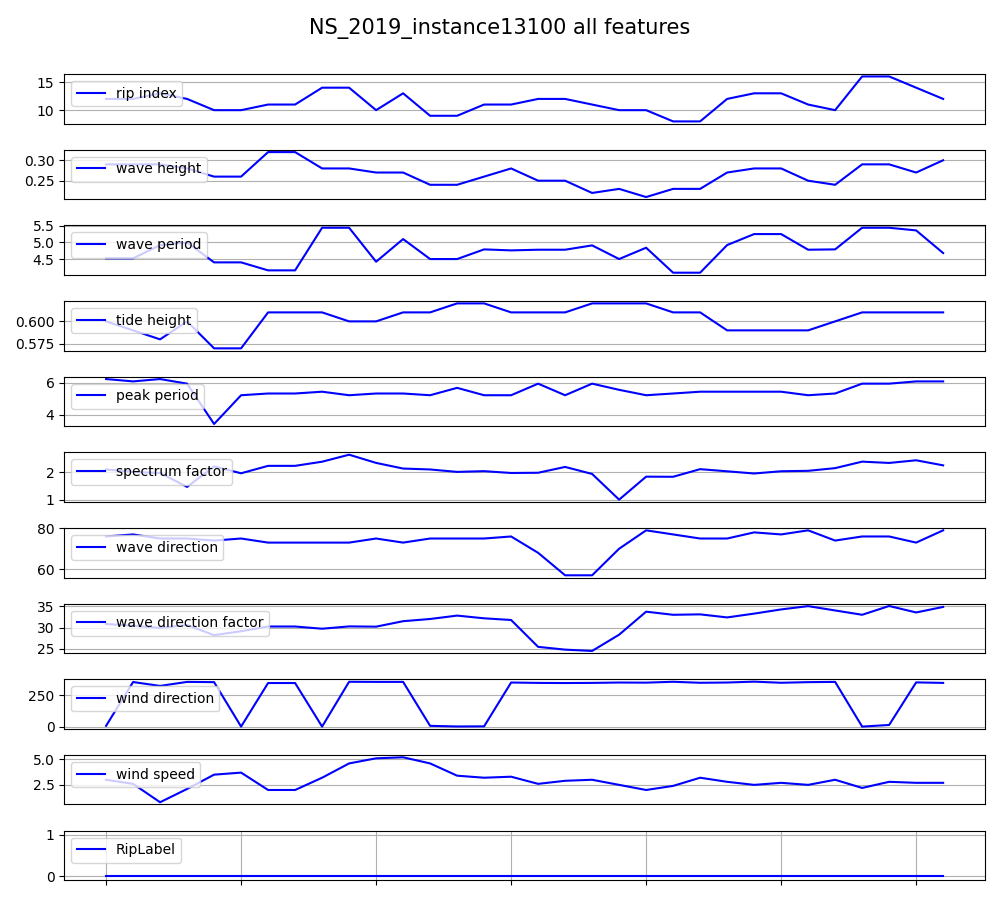 NS_2019_instance13100 all features
15
10
rip index
0.30
0.25
wave height
5.5
5.0
4.5
wave period
0.600
0.575
tide height
6
4
peak period
2
1
spectrum factor
80
60
wave direction
35
30
25
wave direction factor
250
0
wind direction
5.0
2.5
wind speed
1
0
RipLabel